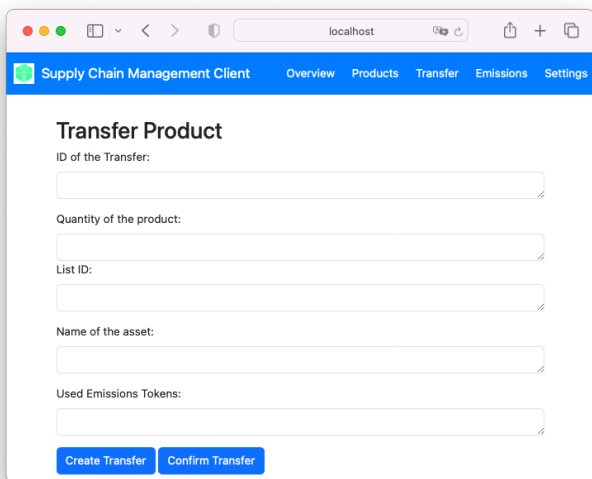 localhost
Supply Chain Management Client Overview Products Transfer Emissions Settings
Transfer Product
ID of the Transfer:
Quantity of the product:
List ID:
Name of the asset:
Used Emissions Tokens:
Create Transfer Confirm Transfer